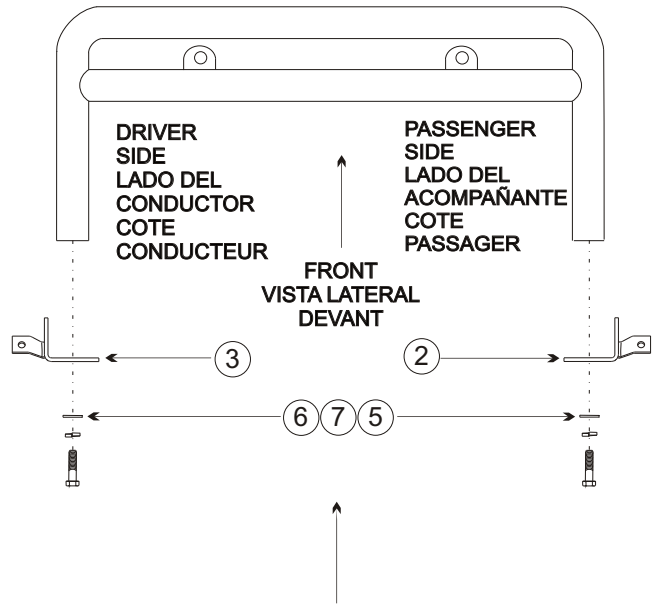 DRIVER
SIDE
LADO DEL
CONDUCTOR
COTE
CONDUCTEUR
PASSENGER
SIDE
LADO DEL
ACOMPAÑANTE
COTE
PASSAGER
FRONT
VISTA LATERAL
DEVANT
3
2
6 7 5